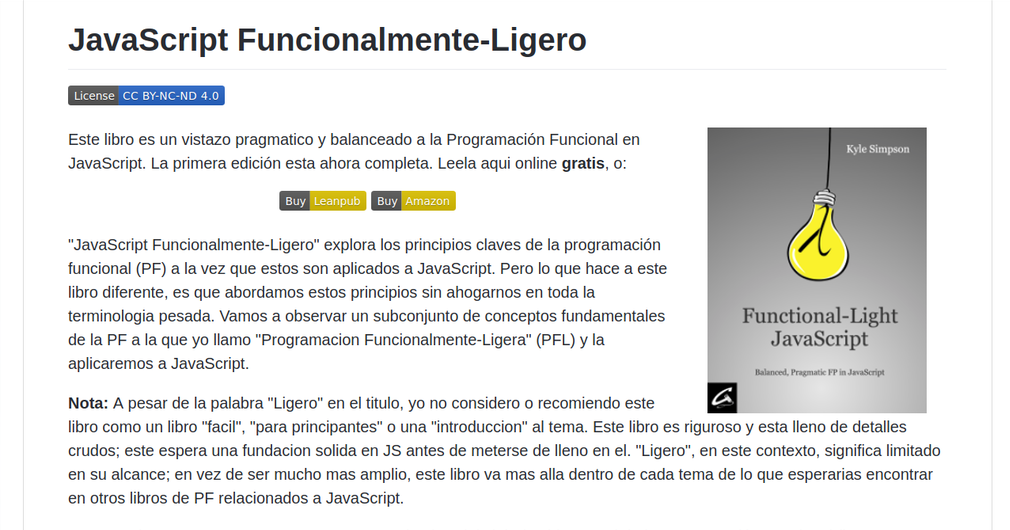 JavaScript Funcionalmente-Ligero
License CC BY-NC-ND 4.0
Este libro es un vistazo pragmatico y balanceado a la Programación Funcional en
JavaScript. La primera edición esta ahora completa. Leela aqui online gratis, o:
Buy Leanpub Buy Amazon
"JavaScript Funcionalmente-Ligero" explora los principios claves de la programación
funcional (PF) a la vez que estos son aplicados a JavaScript. Pero lo que hace a este
libro diferente, es que abordamos estos principios sin ahogarnos en toda la
terminologia pesada. Vamos a observar un subconjunto de conceptos fundamentales
de la PF a la que yo llamo "Programacion Funcionalmente-Ligera" (PFL) y la
aplicaremos a JavaScript.
Nota: A pesar de la palabra "Ligero" en el titulo, yo no considero o recomiendo este
libro como un libro "facil", "para principantes" o una "introduccion" al tema. Este libro es riguroso y esta lleno de detalles
crudos; este espera una fundacion solida en JS antes de meterse de lleno en el. "Ligero", en este contexto, significa limitado
en su alcance; en vez de ser mucho mas amplio, este libro va mas alla dentro de cada tema de lo que esperarias encontrar
en otros libros de PF relacionados a JavaScript.
Kyle Simpson
Functional-Light
JavaScript
Balanced, Pragmatic FP in JavaScript